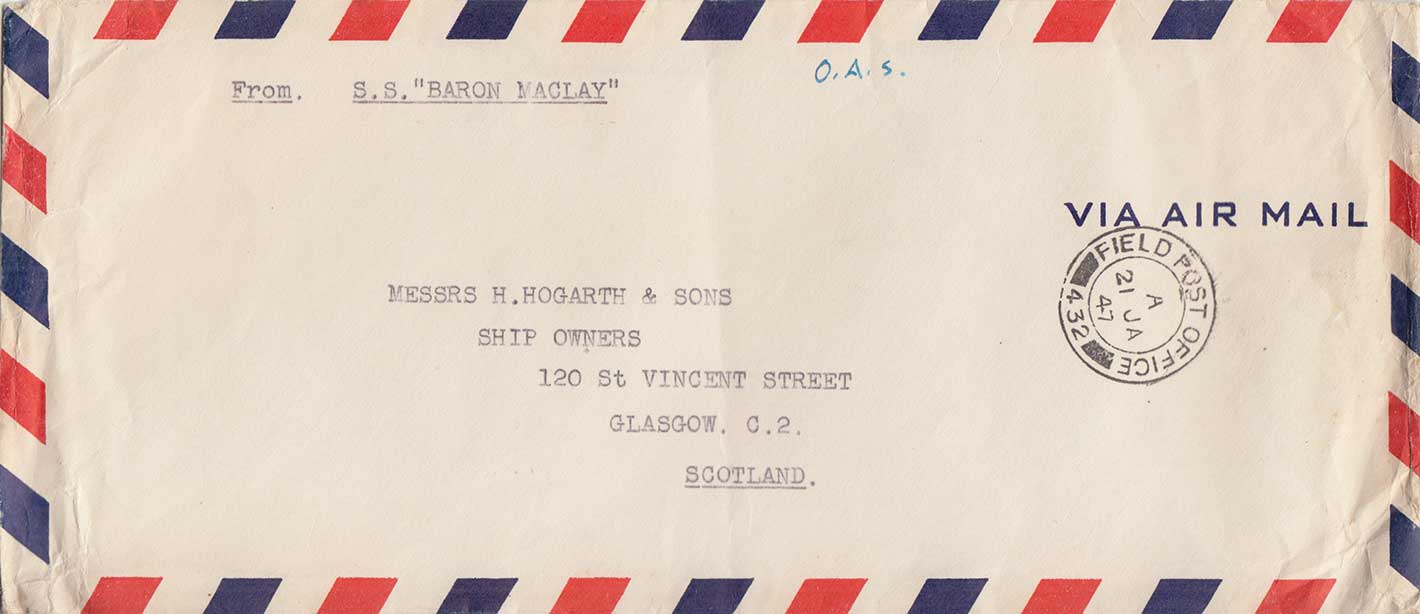 From. S.S."BARON MACLAY"
O.A.S.
VIA AIR MAIL
FIELD POST OFFICE
432
A
21 JA
47
MESSRS H.HOGARTH & SONS
SHIP OWNERS
120 St VINCENT STREET
GLASGOW. C.2.
SCOTLAND.